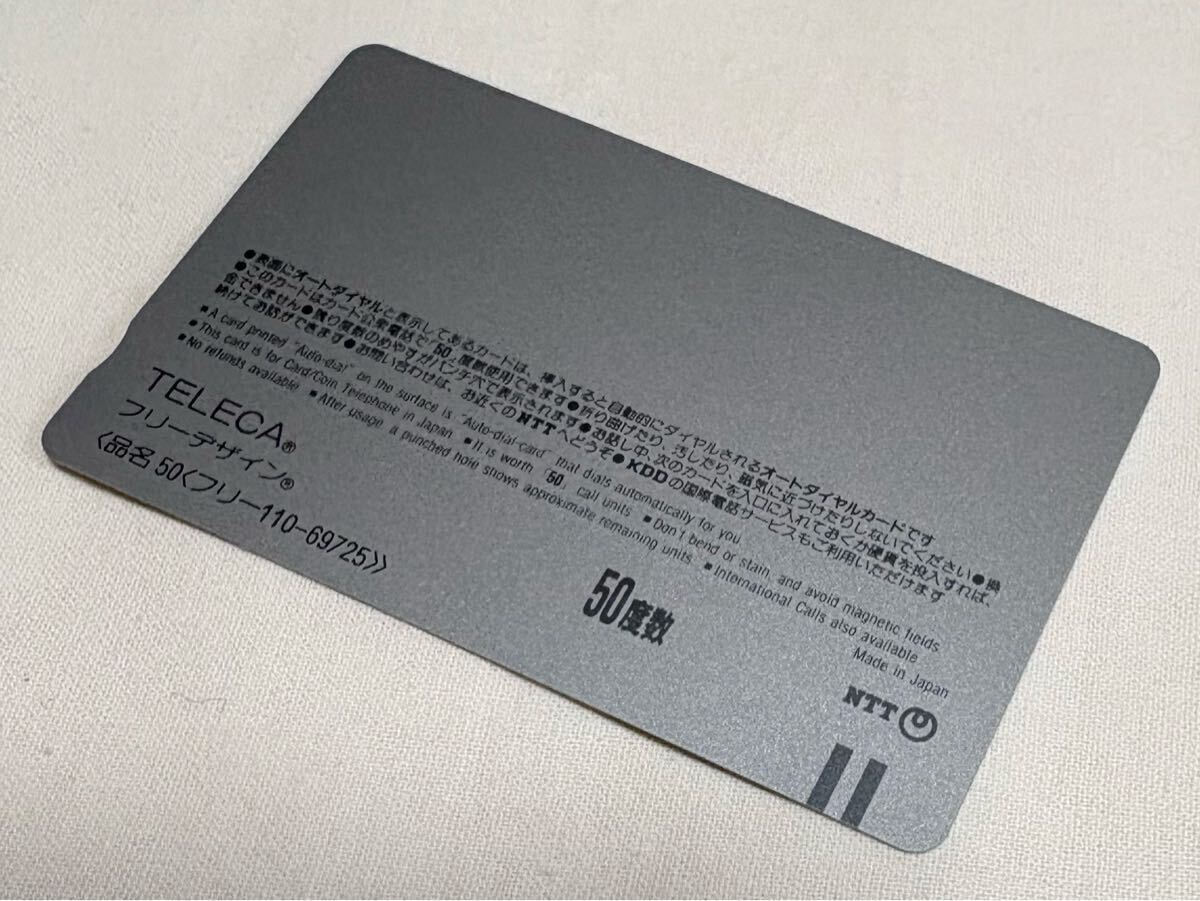 ●表面にオートダイヤルと表示してあるカードは、挿入すると自動的にダイヤルされるオートダイヤルカードです
●このカードはカード公衆電話で「50」度数使用できます●折り曲げたり、汚したり、磁気に近づけたりしないでください●換
金できません●残り度数のめやすがパンチ穴で表示されます●お話し中、次のカードを入口に入れておくか硬貨を投入すれば、
続けてお話ができます●お問い合わせは、お近くのNTTへどうぞ●KDDの国際電話サービスもご利用いただけます
■A card printed "Auto-dial" on the surface is "Auto-dial-card" that dials automatically for you
■This card is for Card/Coin Telephone in Japan ■It is worth「50」call units ■Don't bend or stain, and avoid magnetic fields
■No refunds available ■After usage, a punched hole shows approximate remaining units ■International Calls also available
Made in Japan
TELECA®
フリーデザイン®
〈品名 50〈フリー110-69725〉〉
50度数
NTT